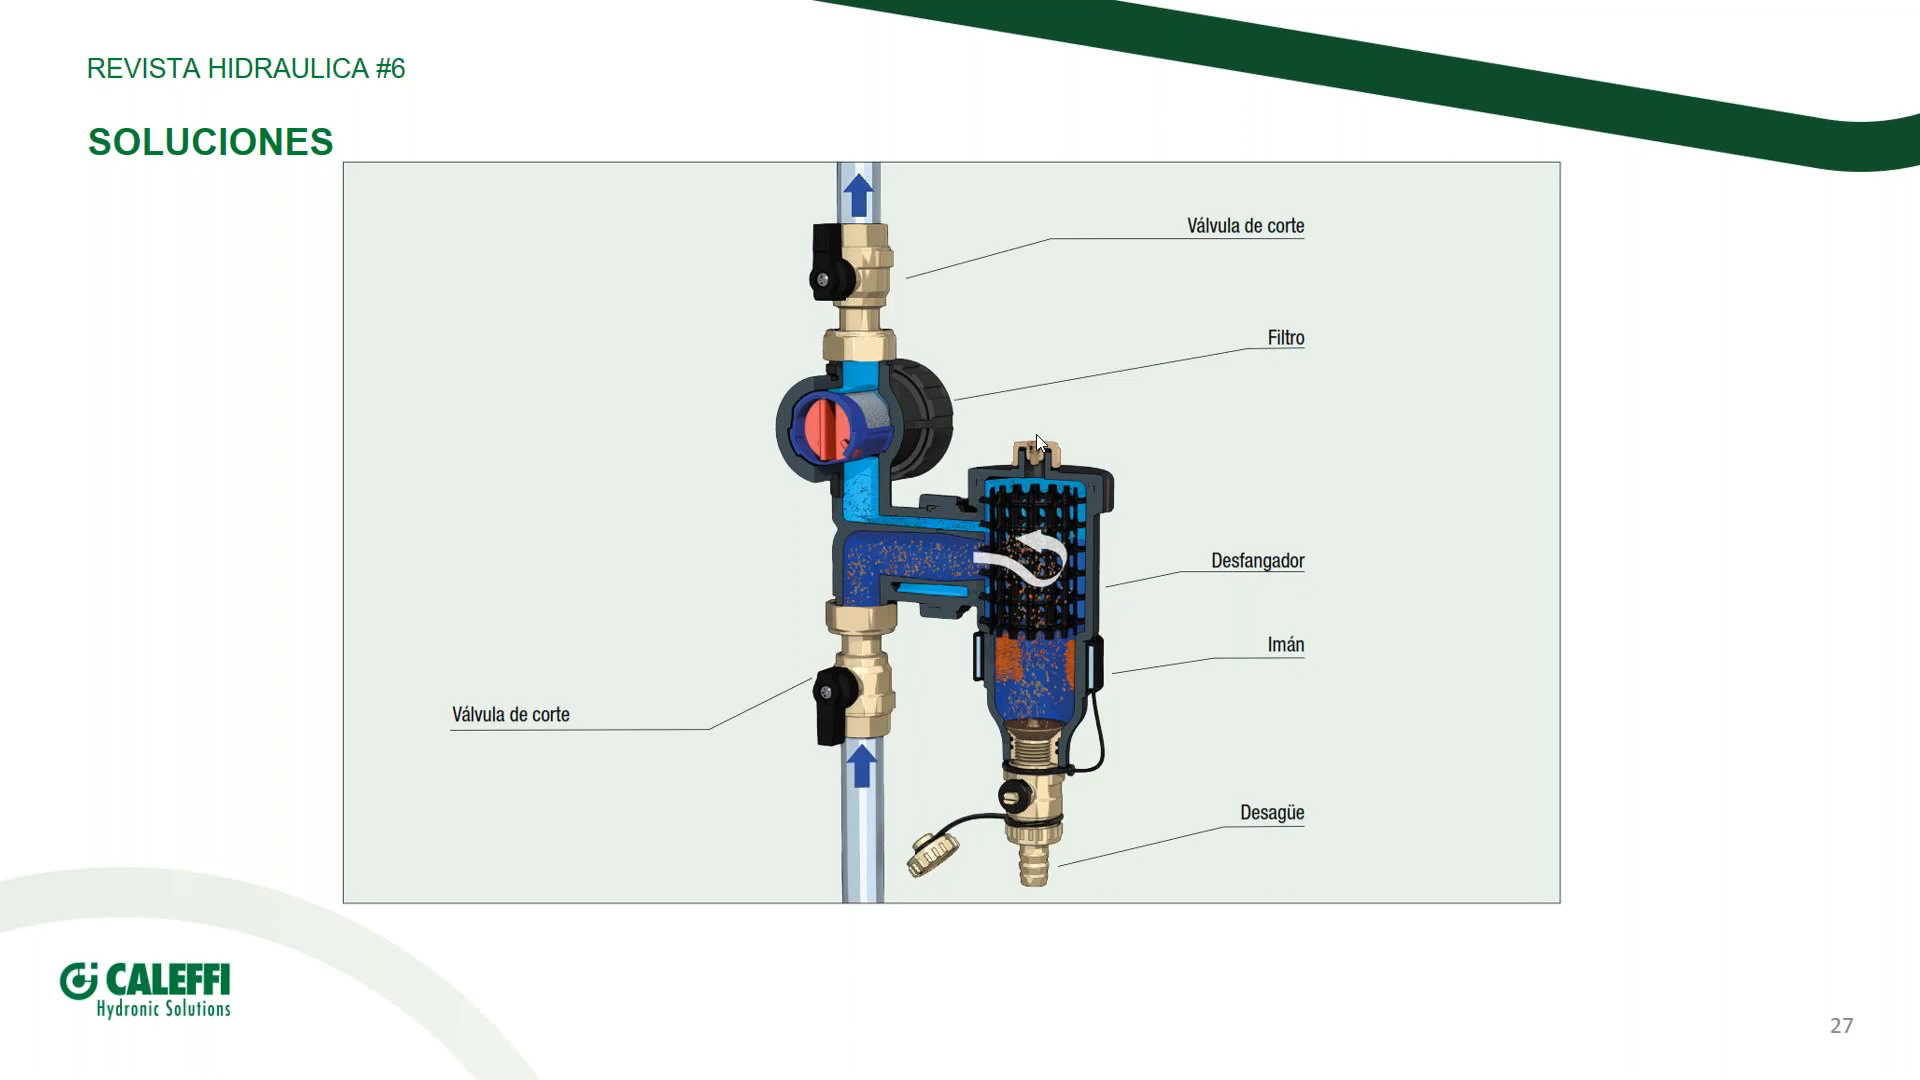 REVISTA HIDRAULICA #6
SOLUCIONES
Válvula de corte
Filtro
Desfangador
Imán
Válvula de corte
Desagüe
CALEFFI
Hydronic Solutions
27